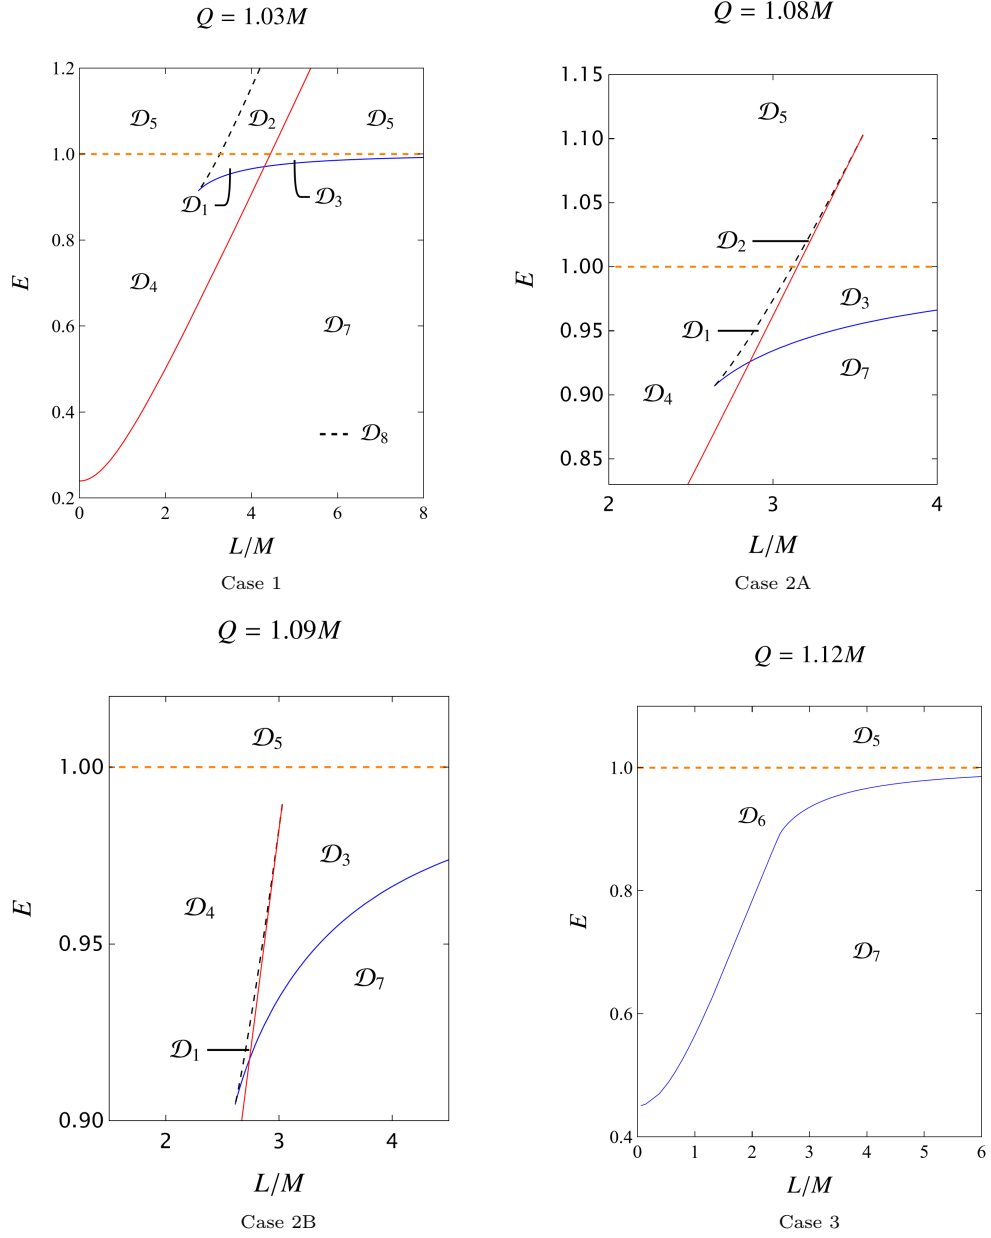 Q = 1.03M
1.2
1.0
0.8
0.6
0.4
0.2
E
𝒟5
𝒟2
𝒟5
𝒟1
𝒟3
𝒟4
𝒟7
𝒟8
0
2
4
6
8
L/M
Case 1
Q = 1.08M
1.15
1.10
1.05
1.00
0.95
0.90
0.85
E
𝒟5
𝒟2
𝒟3
𝒟1
𝒟7
𝒟4
2
3
4
L/M
Case 2A
Q = 1.09M
1.00
0.95
0.90
E
𝒟5
𝒟3
𝒟4
𝒟7
𝒟1
2
3
4
L/M
Case 2B
Q = 1.12M
1.0
0.8
0.6
0.4
E
𝒟5
𝒟6
𝒟7
0
1
2
3
4
5
6
L/M
Case 3